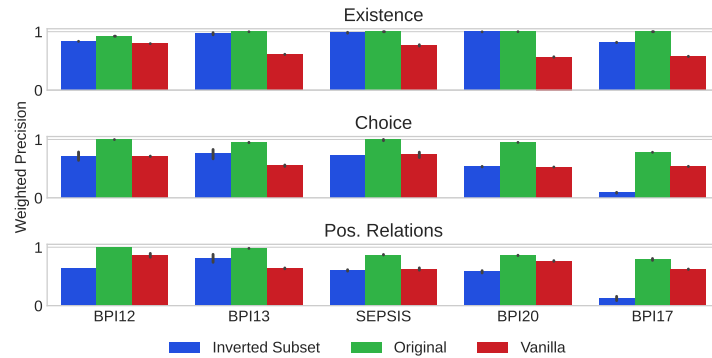 Existence
1
0
Choice
1
0
Pos. Relations
1
0
Weighted Precision
BPI12 BPI13 SEPSIS BPI20 BPI17
Inverted Subset Original Vanilla